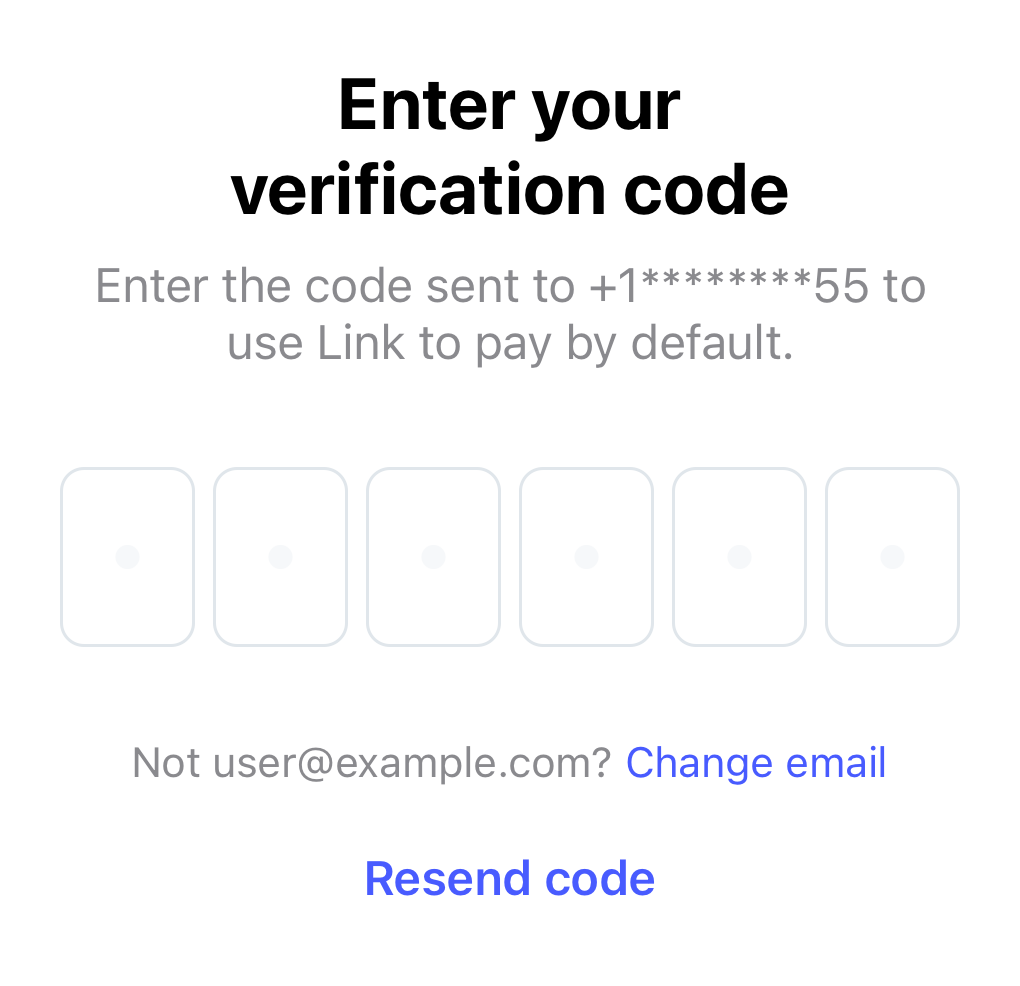 Enter your
verification code
Enter the code sent to +1********55 to
use Link to pay by default.
Not user@example.com? Change email
Resend code